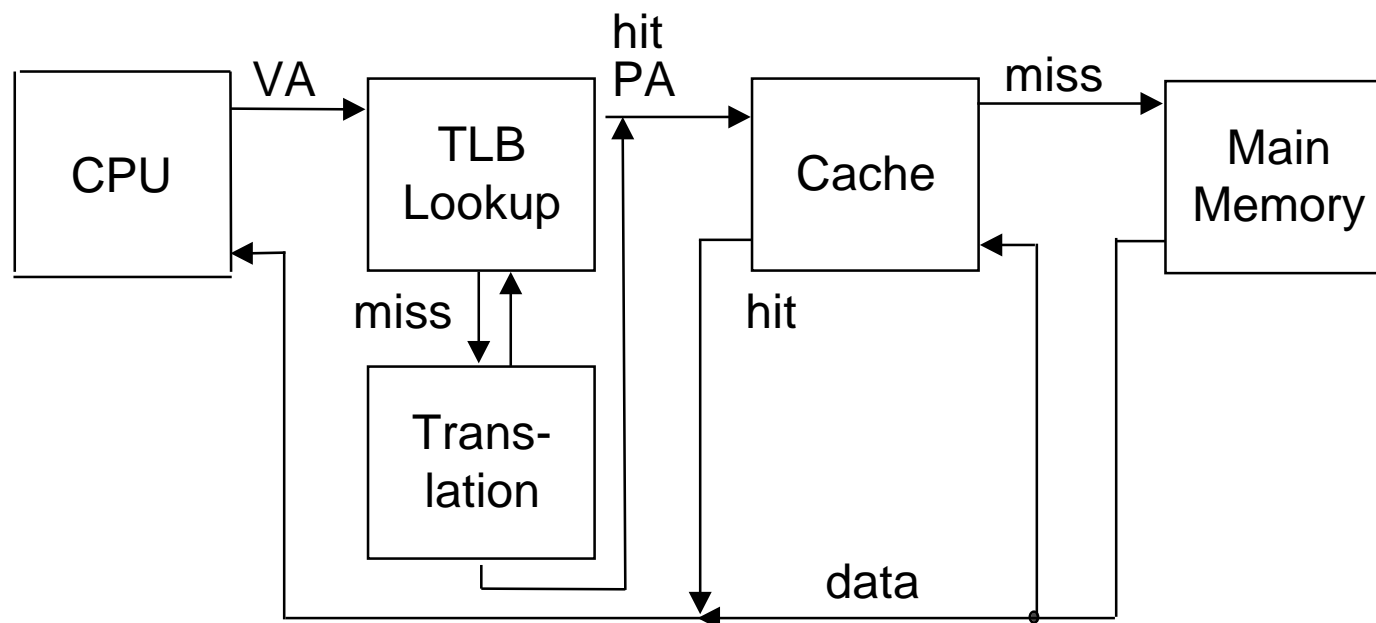 hit
VA
PA
miss
CPU
TLB
Lookup
Cache
Main
Memory
miss
hit
Trans-
lation
data